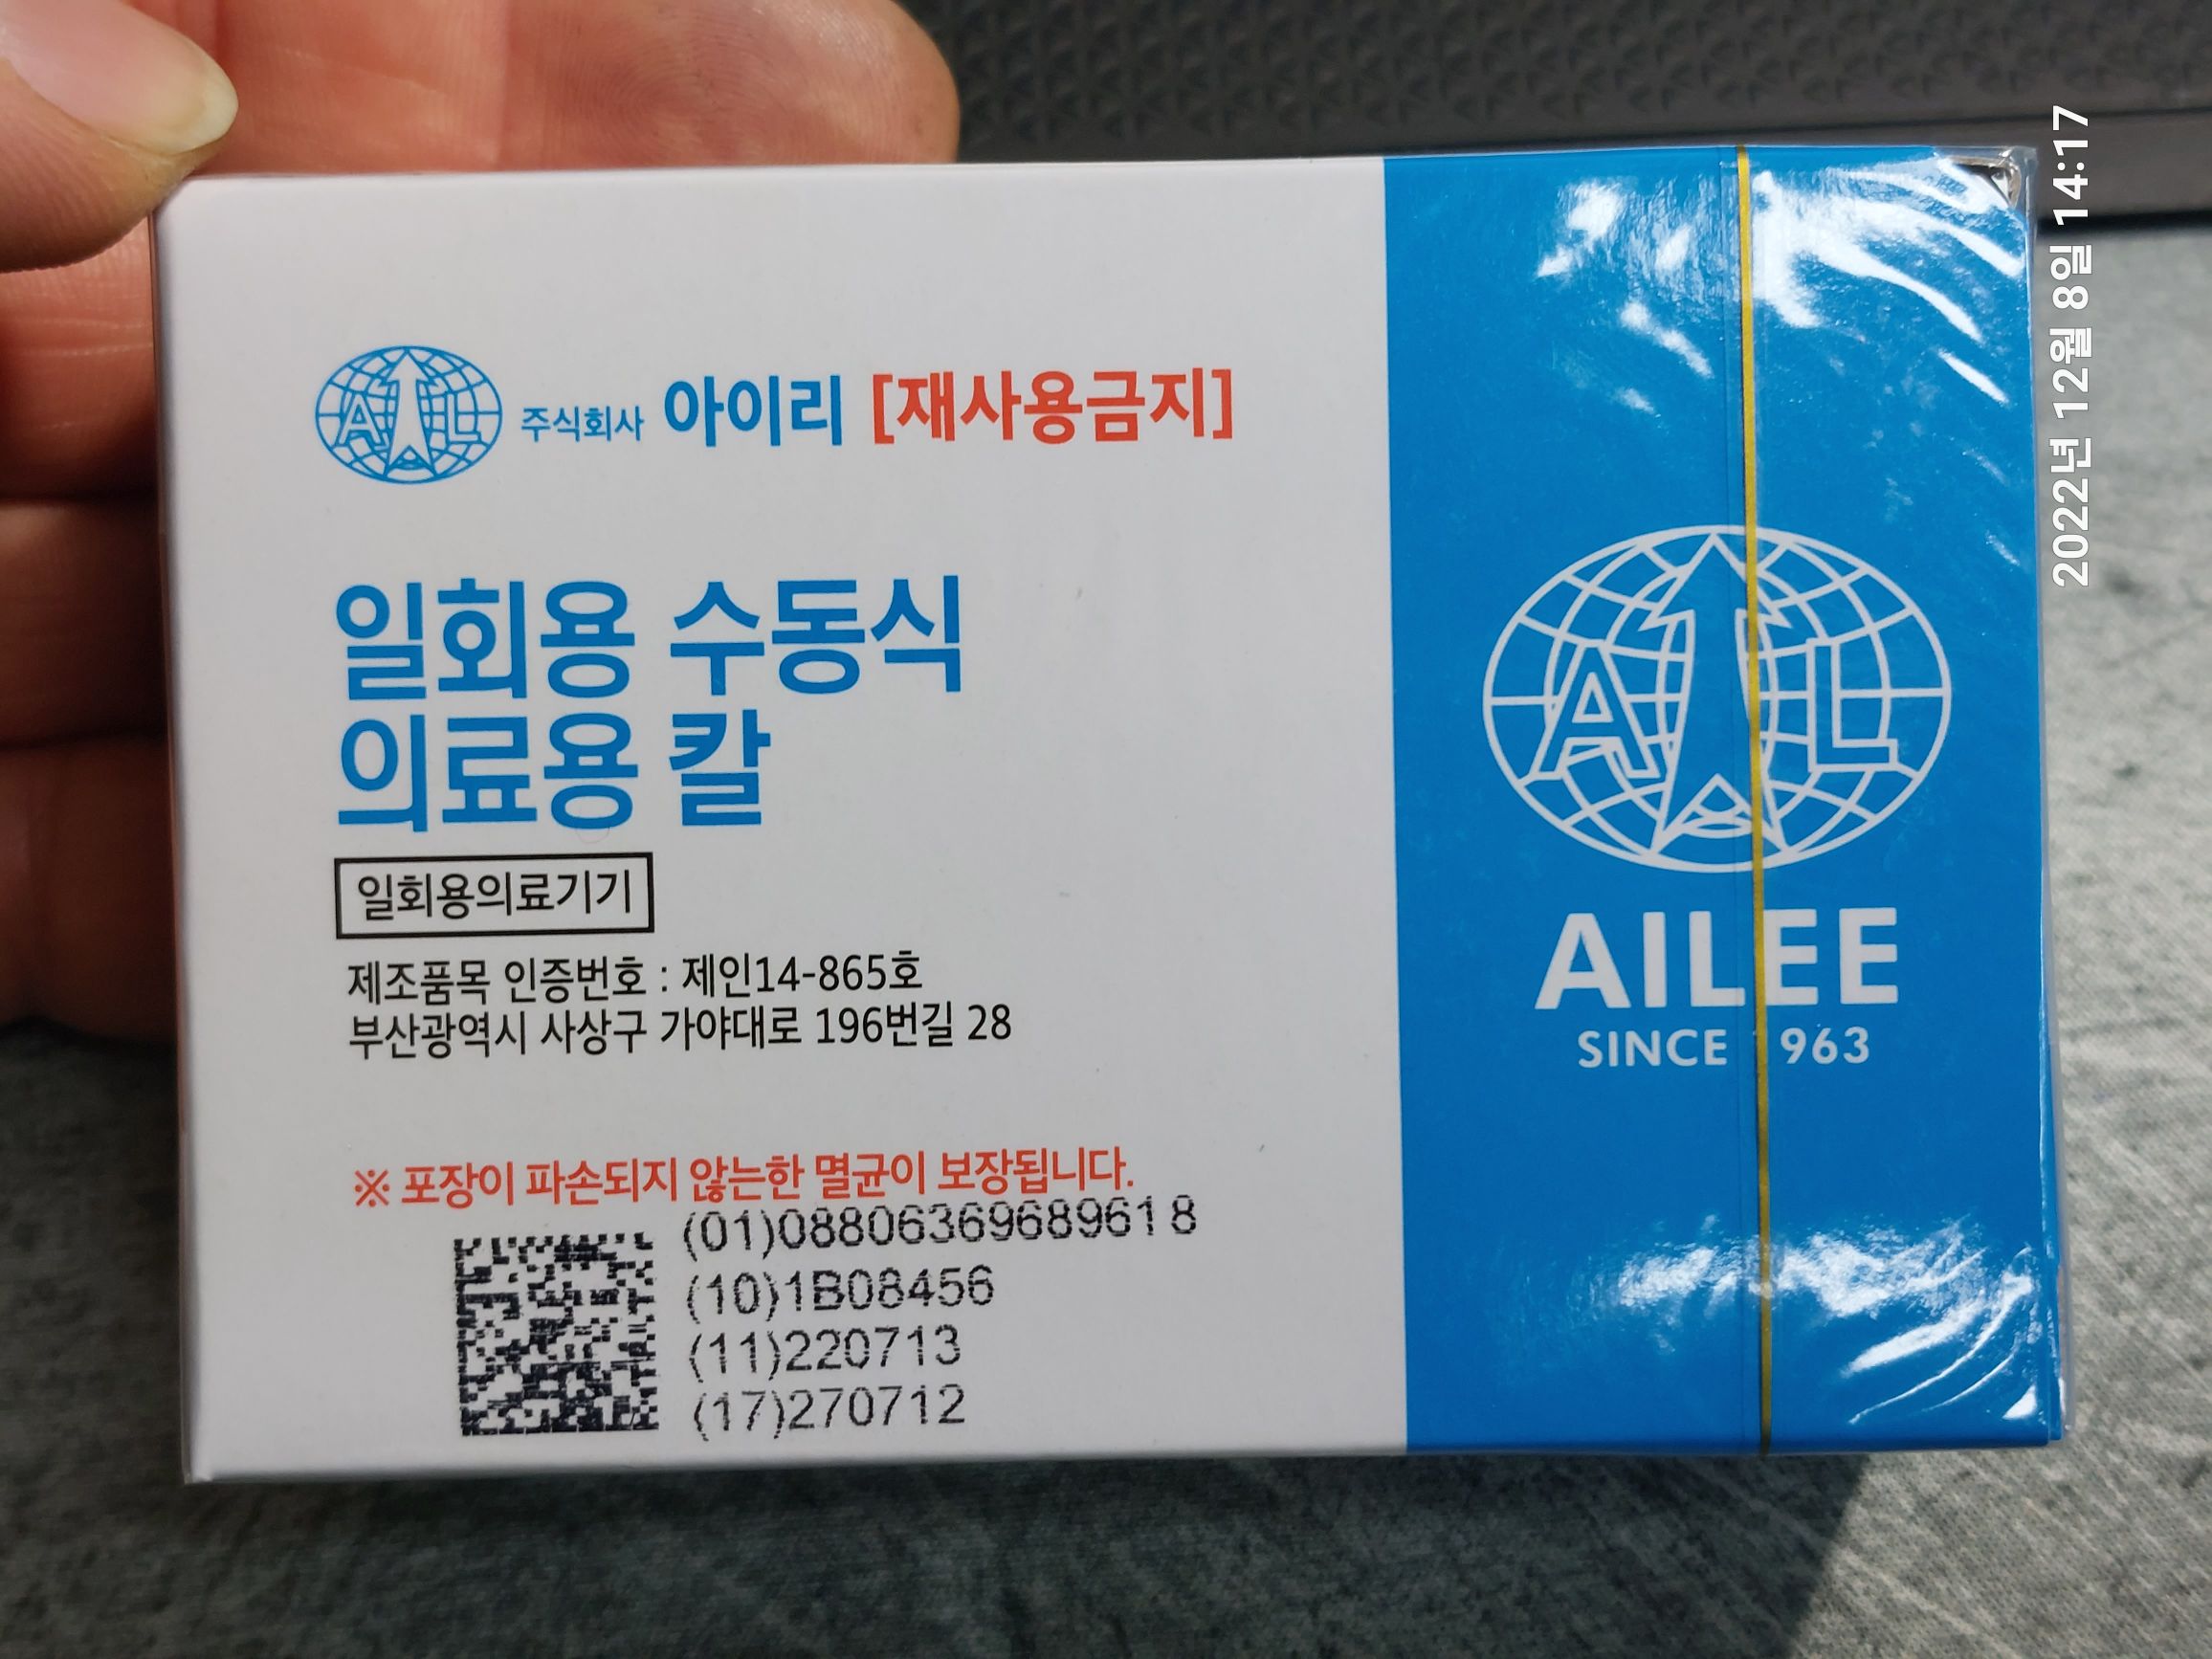 AIL 주식회사 아이리 [재사용금지]
일회용 수동식
의료용 칼
일회용의료기기
제조품목 인증번호 : 제인14-865호
부산광역시 사상구 가야대로 196번길 28
※ 포장이 파손되지 않는한 멸균이 보장됩니다.
(01)08806369689618
(10)1B08456
(11)220713
(17)270712
AIL
AILEE
SINCE 963
2022년 12월 8일 14:17